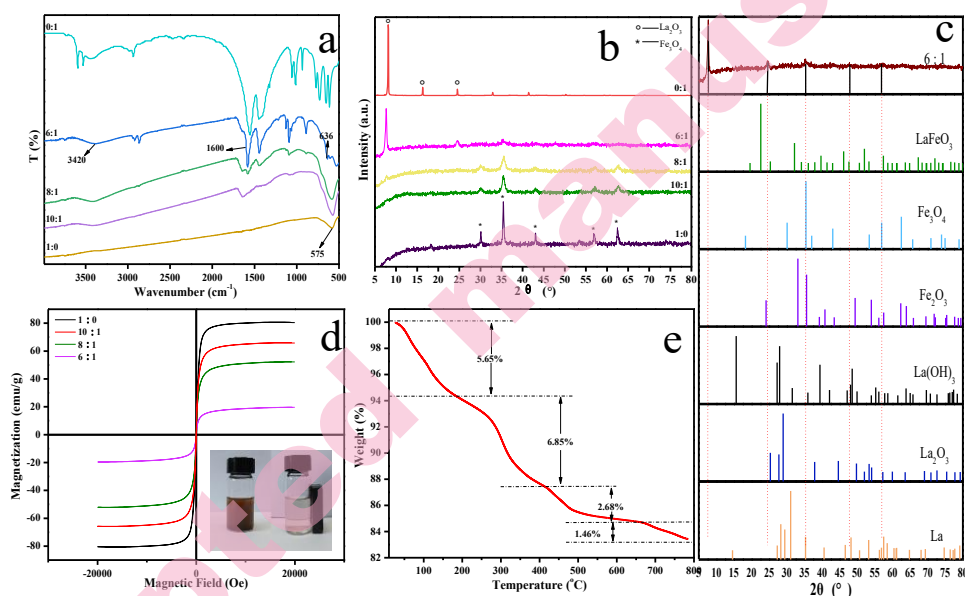 a
0:1
6:1
8:1
10:1
1:0
3420
1600
636
575
T (%)
3500 3000 2500 2000 1500 1000 500
Wavenumber (cm-1)
b
La2O3
Fe3O4
0:1
6:1
8:1
10:1
1:0
Intensity (a.u.)
5 10 15 20 25 30 35 40 45 50 55 60 65 70 75 80
2 θ (°)
c
6 : 1
LaFeO3
Fe3O4
Fe2O3
La(OH)3
La2O3
La
5 10 15 20 25 30 35 40 45 50 55 60 65 70 75 80
2θ (°)
d
1 : 0
10 : 1
8 : 1
6 : 1
80
60
40
20
0
-20
-40
-60
-80
Magnetization (emu/g)
-20000 0 20000
Magnetic Field (Oe)
e
100
98
96
94
92
90
88
86
84
82
Weight (%)
5.65%
6.85%
2.68%
1.46%
0 100 200 300 400 500 600 700 800
Temperature (°C)
ted manus